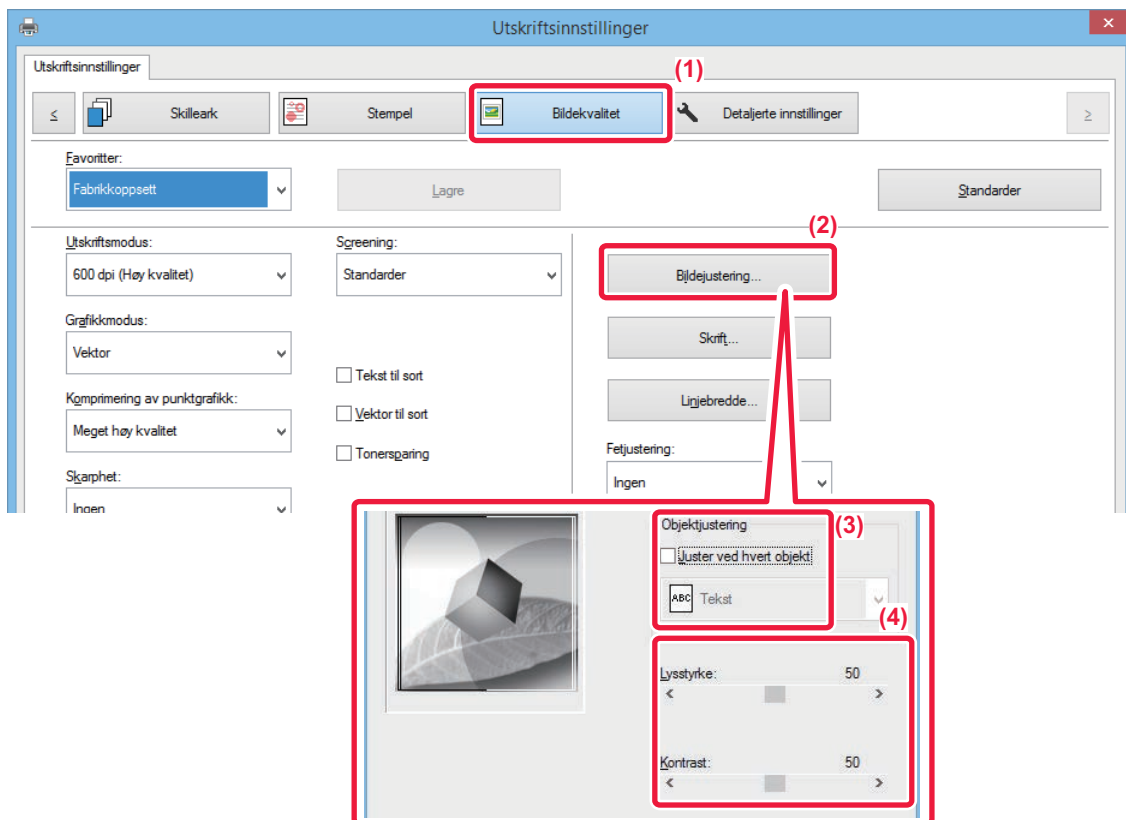 Utskriftsinnstillinger
Utskriftsinnstillinger
(1)
< Skilleark Stempel Bildekvalitet Detaljerte innstillinger >
Favoritter:
Fabrikkoppsett Lagre Standarder
(2)
Utskriftsmodus: Screening:
600 dpi (Høy kvalitet) Standarder Bildejustering...
Grafikkmodus:
Vektor Skrift...
Tekst til sort
Komprimering av punktgrafikk: Linjebredde...
Meget høy kvalitet Vektor til sort
Tonersparing Fetjustering:
Skarphet: Ingen
Ingen
Objektjustering (3)
Juster ved hvert objekt
ABC Tekst
(4)
Lysstyrke: 50
< >
Kontrast: 50
< >